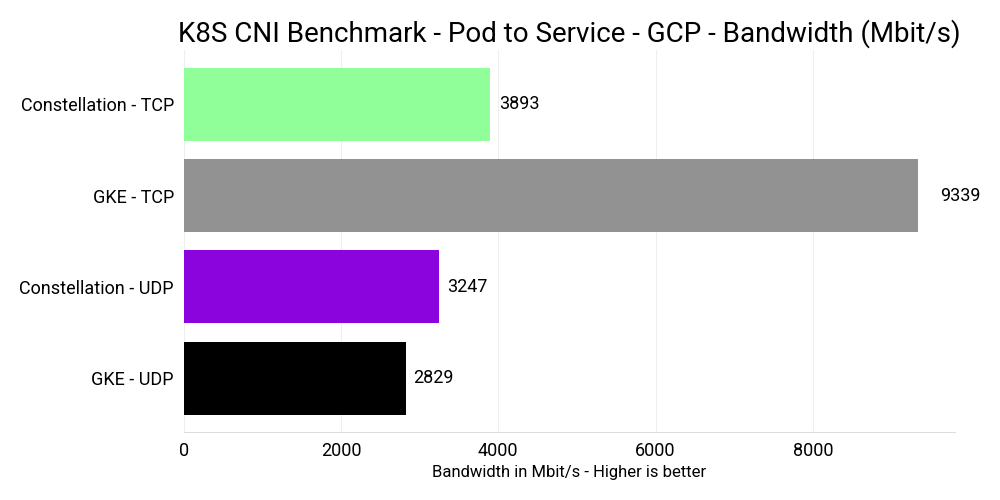 K8S CNI Benchmark - Pod to Service - GCP - Bandwidth (Mbit/s)
Constellation - TCP
3893
GKE - TCP
9339
Constellation - UDP
3247
GKE - UDP
2829
0 2000 4000 6000 8000
Bandwidth in Mbit/s - Higher is better